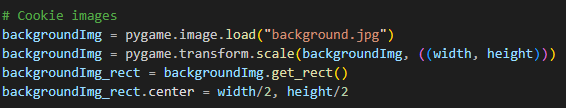 # Cookie images
backgroundImg = pygame.image.load("background.jpg")
backgroundImg = pygame.transform.scale(backgroundImg, ((width, height)))
backgroundImg_rect = backgroundImg.get_rect()
backgroundImg_rect.center = width/2, height/2